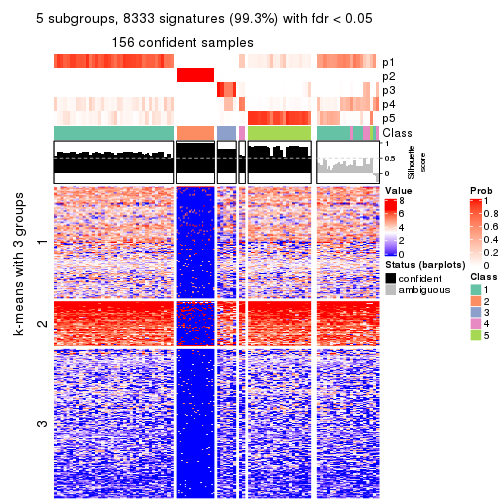 5 subgroups, 8333 signatures (99.3%) with fdr < 0.05
156 confident samples
p1
p2
p3
p4
p5
Class
1
0.5
0
Silhouette
score
k-means with 3 groups
1
2
3
Value
8
6
4
2
0
Status (barplots)
confident
ambiguous
Prob
1
0.8
0.6
0.4
0.2
0
Class
1
2
3
4
5